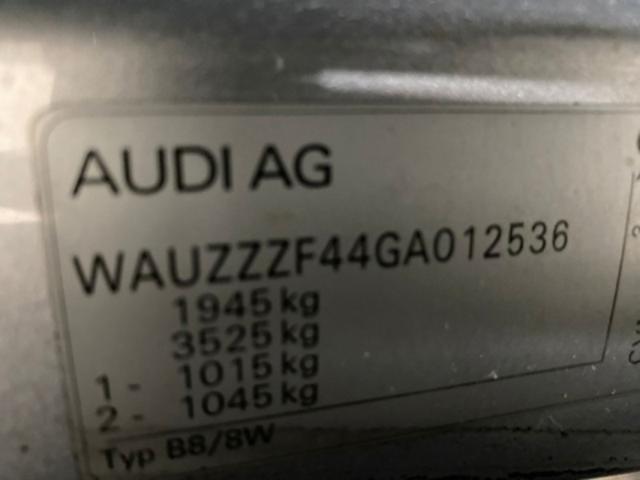 AUDI AG
WAUZZZF44GA012536
1945 kg
3525 kg
1 - 1015 kg
2 - 1045 kg
Typ B8/8W